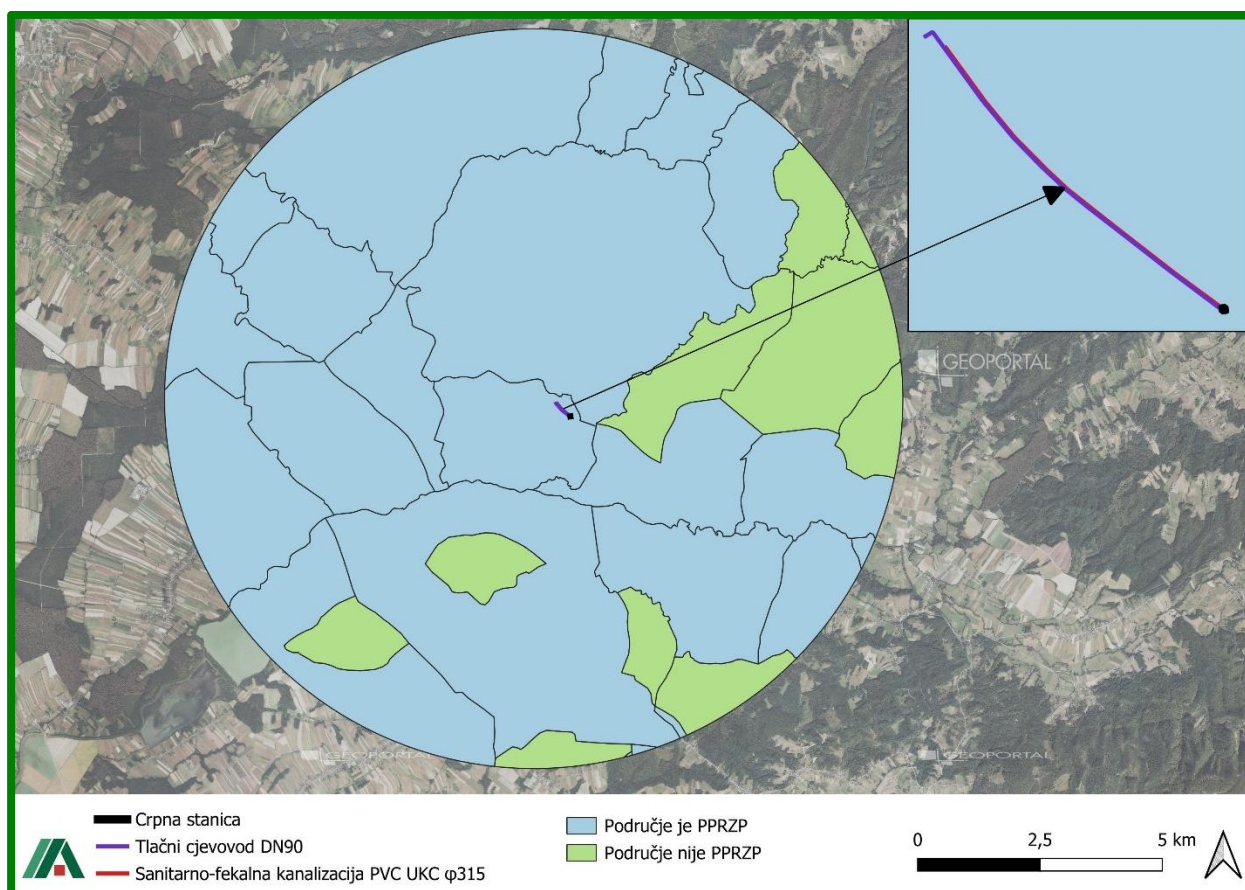 GEOPORTAL
GEOPORTAL
GEOPORTAL
Crpna stanica
Tlačni cjevovod DN90
Sanitarno-fekalna kanalizacija PVC UKC φ315
Područje je PPRZP
Područje nije PPRZP
0 2,5 5 km